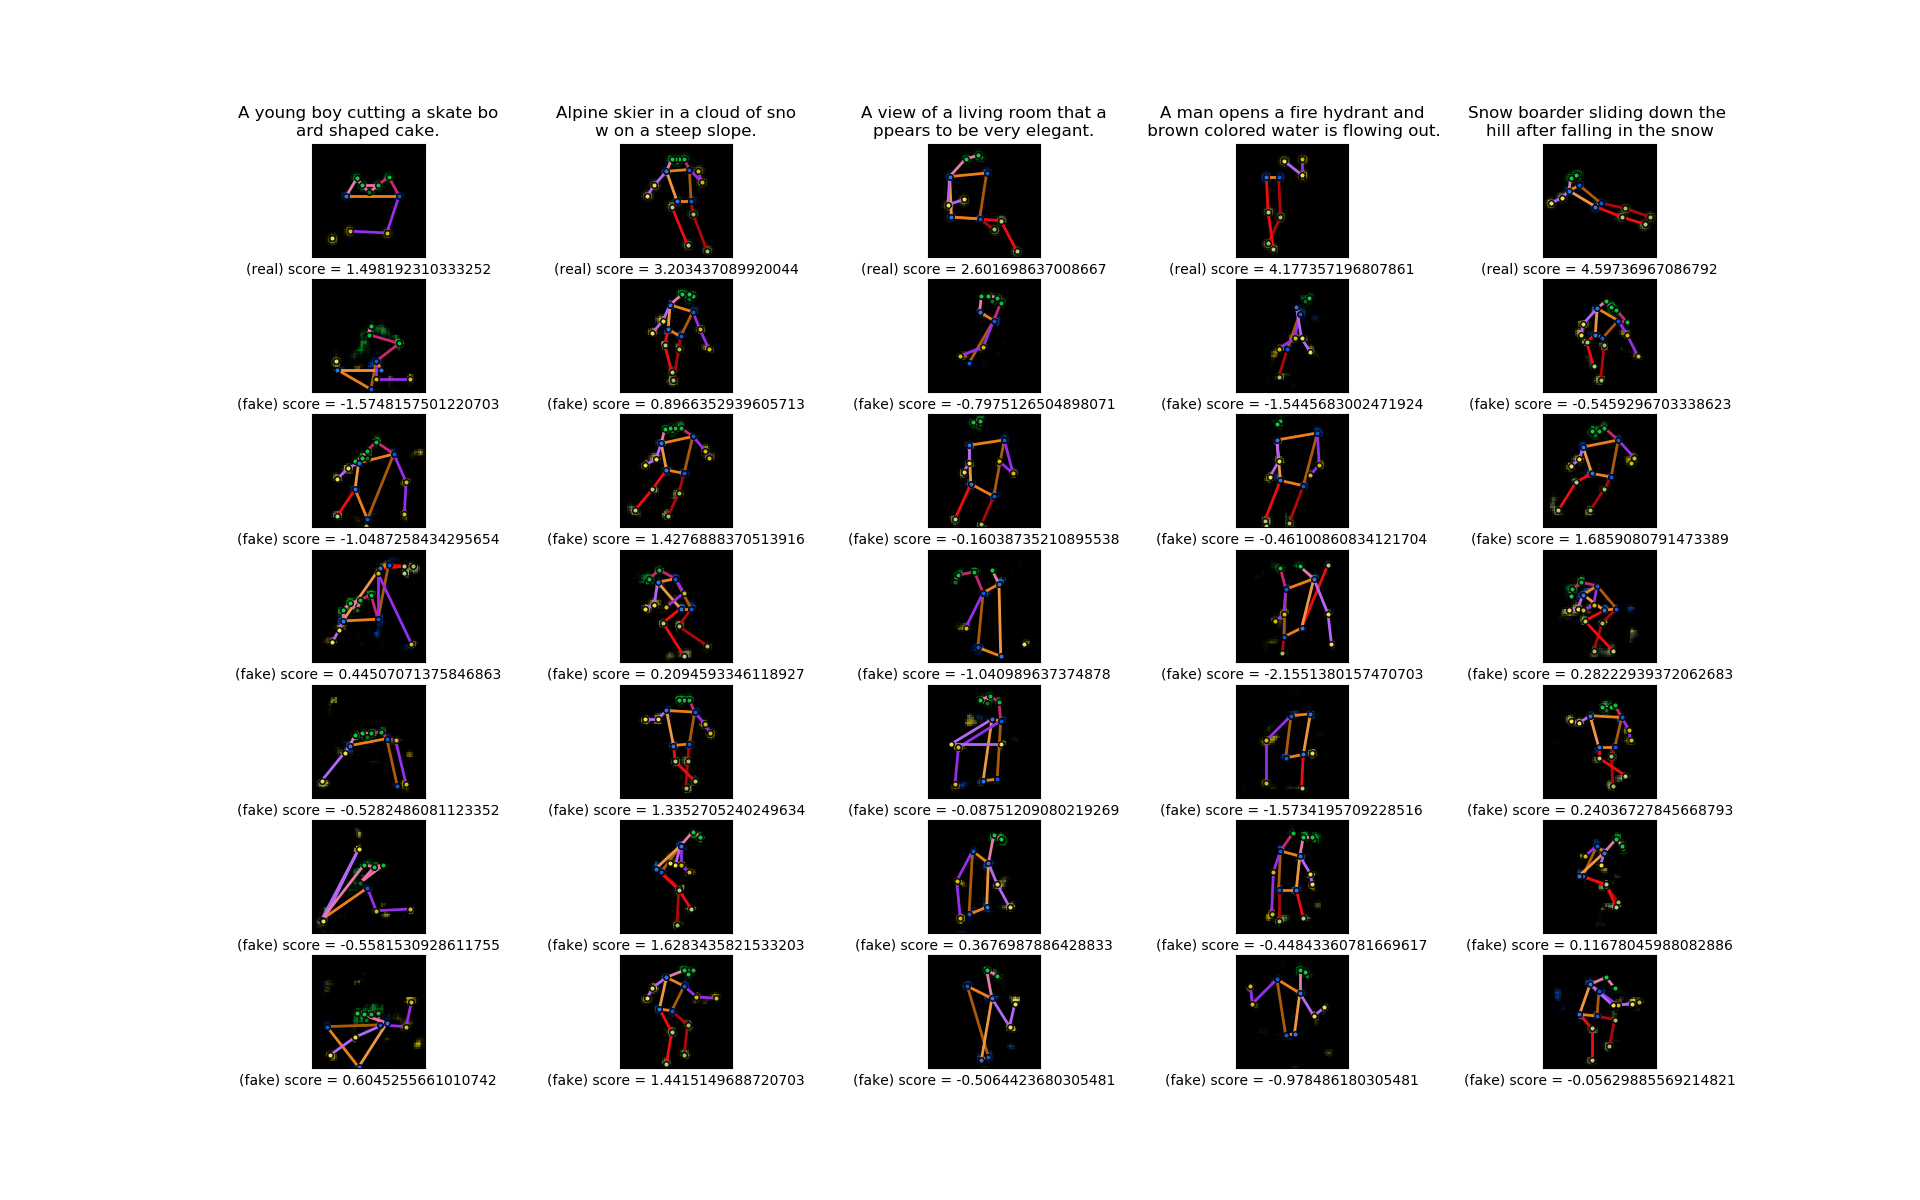 A young boy cutting a skate bo
ard shaped cake.
Alpine skier in a cloud of sno
w on a steep slope.
A view of a living room that a
ppears to be very elegant.
A man opens a fire hydrant and
brown colored water is flowing out.
Snow boarder sliding down the
hill after falling in the snow
(real) score = 1.498192310333252
(real) score = 3.203437089920044
(real) score = 2.601698637008667
(real) score = 4.177357196807861
(real) score = 4.59736967086792
(fake) score = -1.5748157501220703
(fake) score = 0.8966352939605713
(fake) score = -0.7975126504898071
(fake) score = -1.5445683002471924
(fake) score = -0.5459296703338623
(fake) score = -1.0487258434295654
(fake) score = 1.4276888370513916
(fake) score = -0.16038735210895538
(fake) score = -0.46100860834121704
(fake) score = 1.6859080791473389
(fake) score = 0.44507071375846863
(fake) score = 0.2094593346118927
(fake) score = -1.040989637374878
(fake) score = -2.1551380157470703
(fake) score = 0.28222939372062683
(fake) score = -0.5282486081123352
(fake) score = 1.3352705240249634
(fake) score = -0.08751209080219269
(fake) score = -1.5734195709228516
(fake) score = 0.24036727845668793
(fake) score = -0.5581530928611755
(fake) score = 1.6283435821533203
(fake) score = 0.3676987886428833
(fake) score = -0.44843360781669617
(fake) score = 0.11678045988082886
(fake) score = 0.6045255661010742
(fake) score = 1.4415149688720703
(fake) score = -0.5064423680305481
(fake) score = -0.978486180305481
(fake) score = -0.05629885569214821